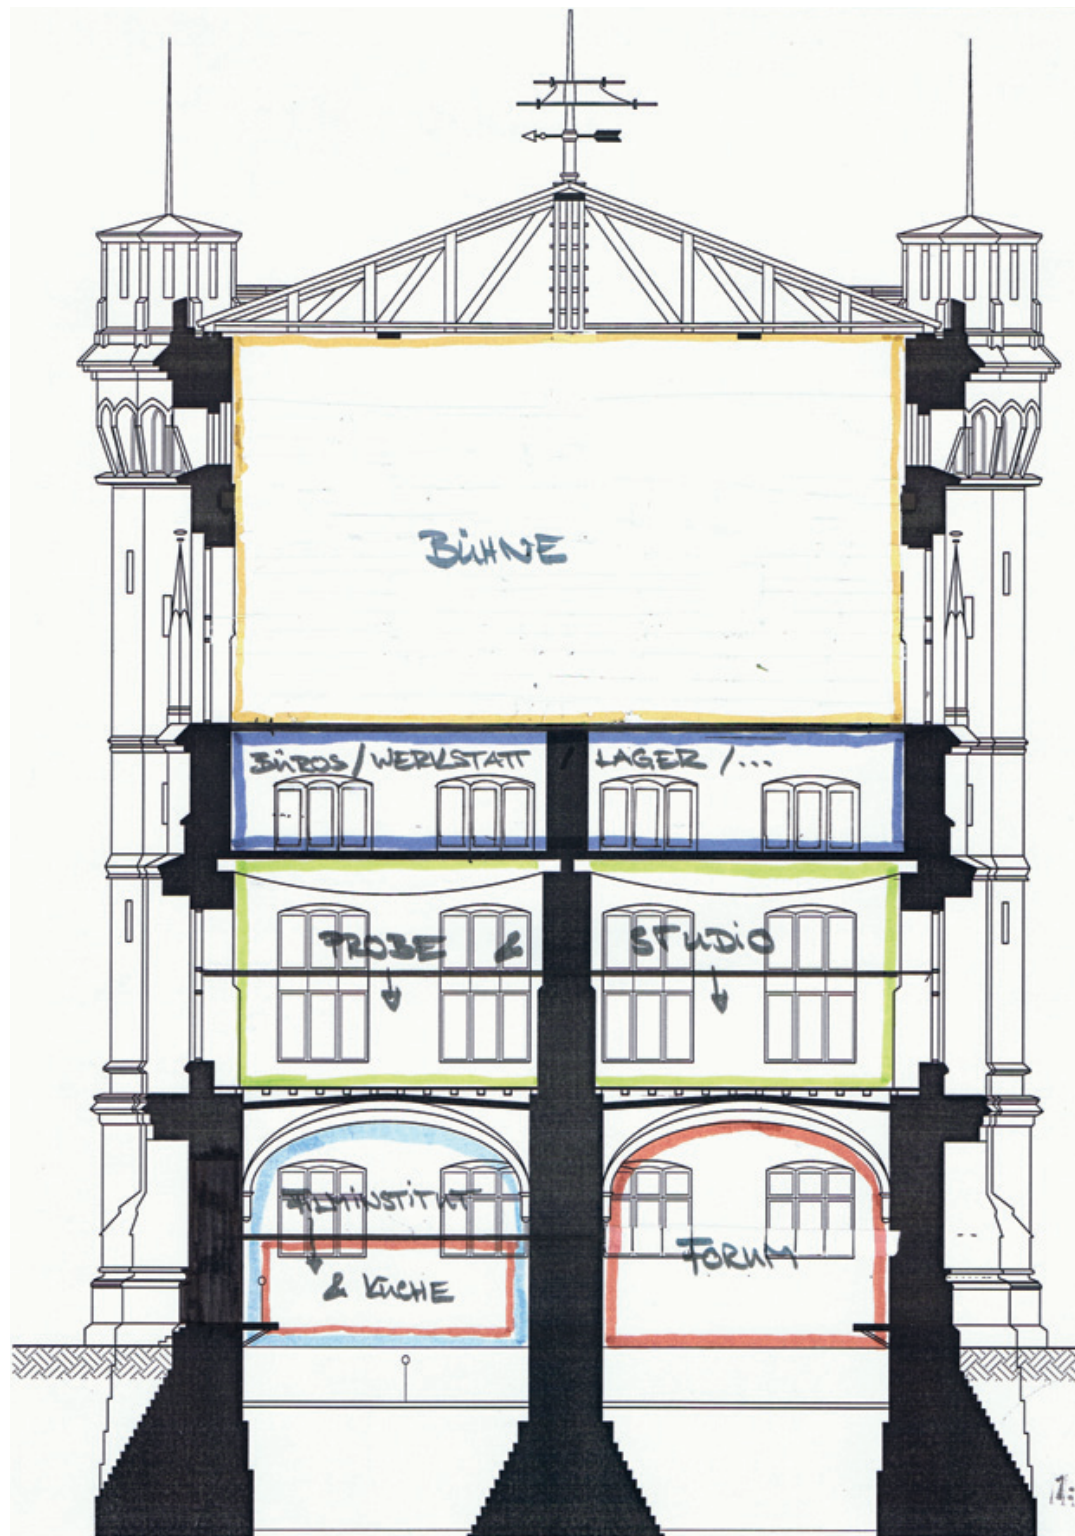 BÜHNE
BÜROS/WERKSTATT / LAGER /...
PROBE & STUDIO
FILMINSTITUT
FORUM
& KÜCHE